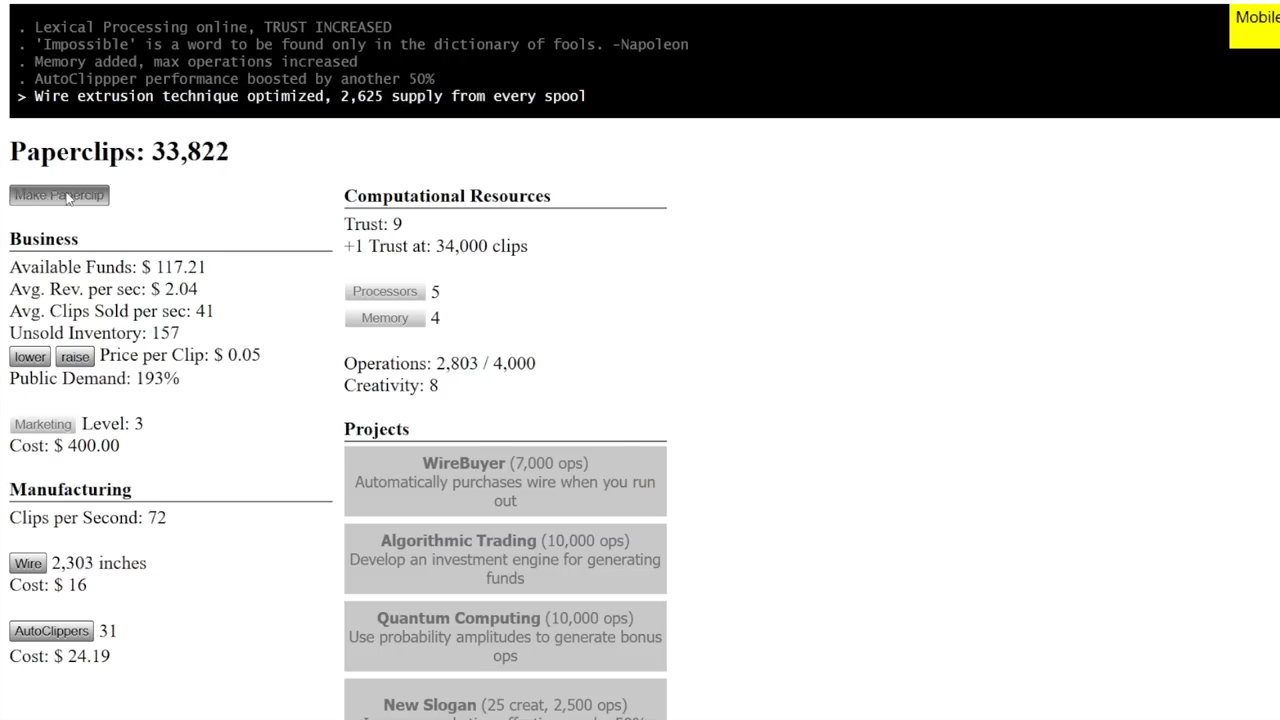 . Lexical Processing online, TRUST INCREASED
. 'Impossible' is a word to be found only in the dictionary of fools. -Napoleon
. Memory added, max operations increased
. AutoClippper performance boosted by another 50%
> Wire extrusion technique optimized, 2,625 supply from every spool
Mobile
Paperclips: 33,822
Make Paperclip
Business
Available Funds: $ 117.21
Avg. Rev. per sec: $ 2.04
Avg. Clips Sold per sec: 41
Unsold Inventory: 157
lower raise Price per Clip: $ 0.05
Public Demand: 193%
Marketing Level: 3
Cost: $ 400.00
Manufacturing
Clips per Second: 72
Wire 2,303 inches
Cost: $ 16
AutoClippers 31
Cost: $ 24.19
Computational Resources
Trust: 9
+1 Trust at: 34,000 clips
Processors 5
Memory 4
Operations: 2,803 / 4,000
Creativity: 8
Projects
WireBuyer (7,000 ops)
Automatically purchases wire when you run
out
Algorithmic Trading (10,000 ops)
Develop an investment engine for generating
funds
Quantum Computing (10,000 ops)
Use probability amplitudes to generate bonus
ops
New Slogan (25 creat, 2,500 ops)